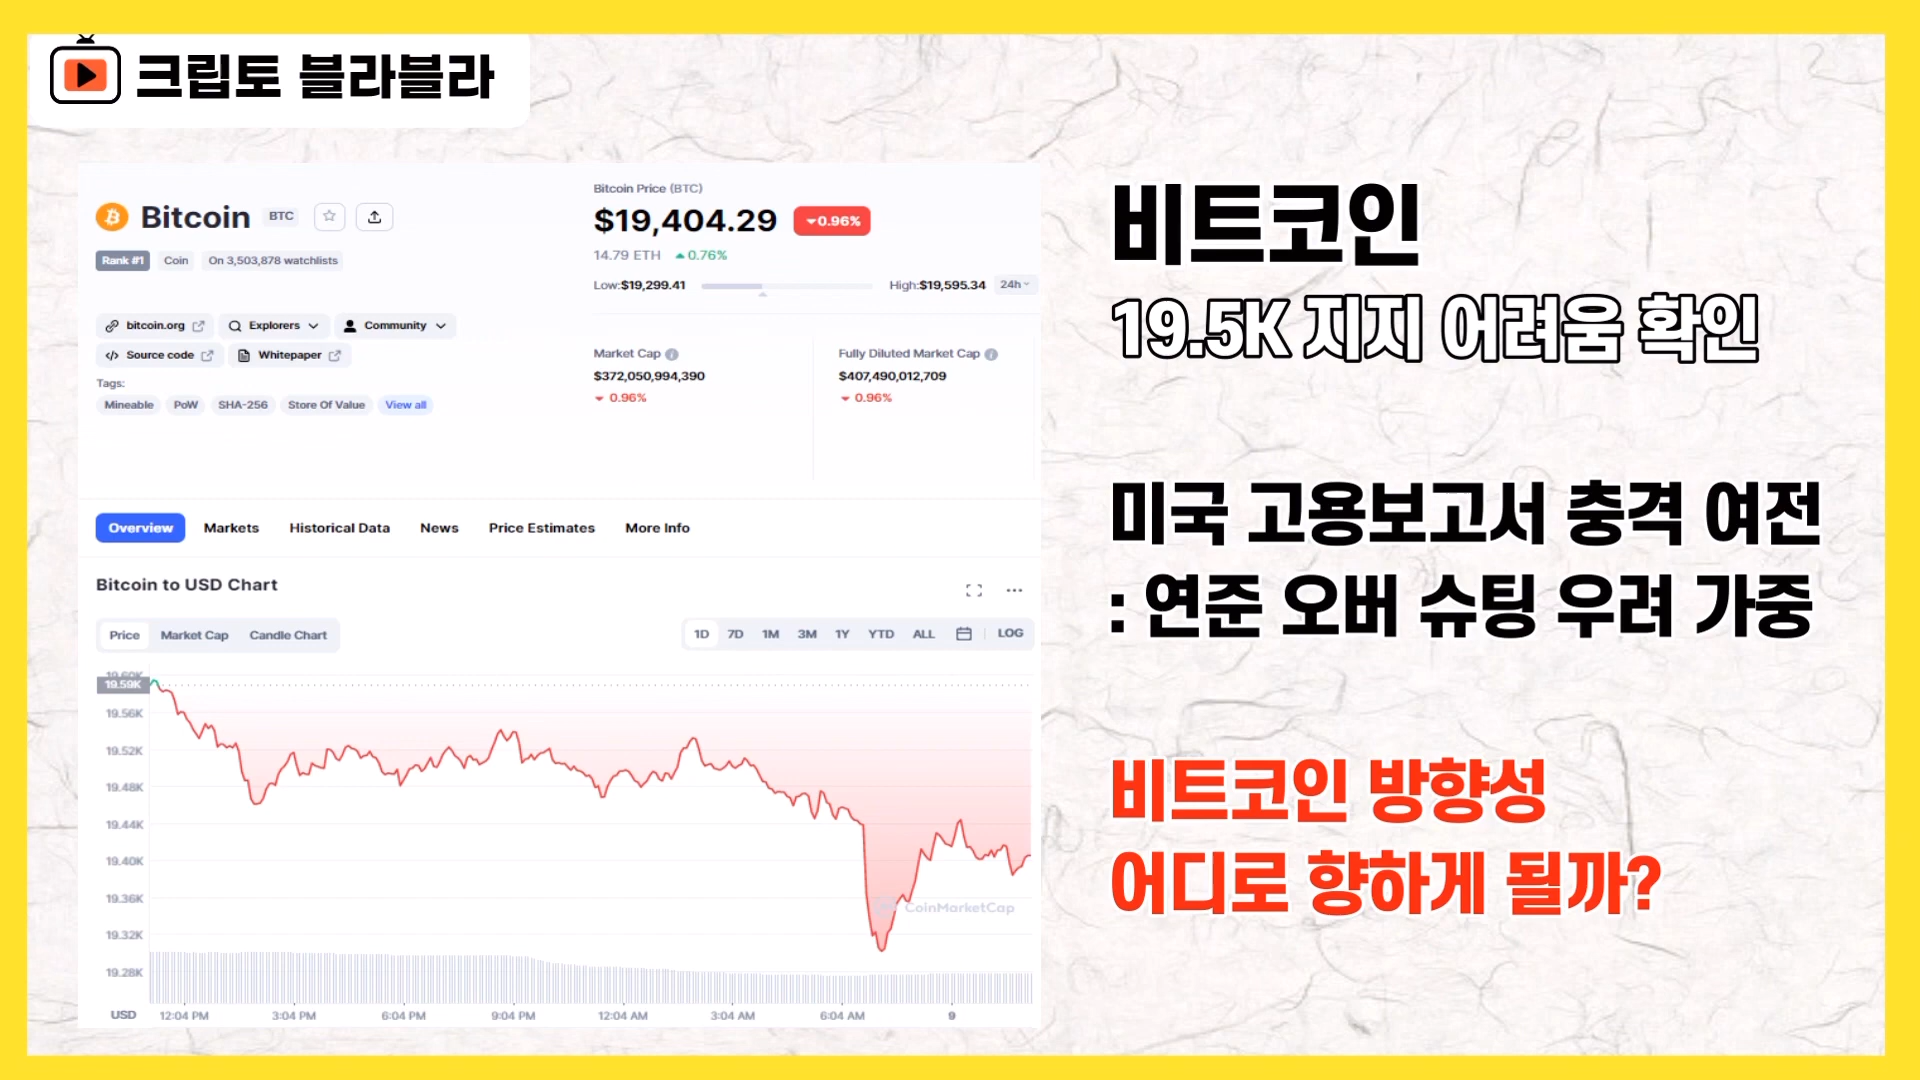 크립토 블라블라
Bitcoin BTC
Rank #1 Coin On 3,503,878 watchlists
bitcoin.org Explorers Community
Source code Whitepaper
Tags:
Mineable PoW SHA-256 Store Of Value View all
Bitcoin Price (BTC)
$19,404.29 0.96%
14.79 ETH 0.76%
Low:$19,299.41 High:$19,595.34 24h
Market Cap
$372,050,994,390
0.96%
Fully Diluted Market Cap
$407,490,012,709
0.96%
Overview Markets Historical Data News Price Estimates More Info
Bitcoin to USD Chart
Price Market Cap Candle Chart
1D 7D 1M 3M 1Y YTD ALL LOG
19.60K
19.59K
19.56K
19.52K
19.48K
19.44K
19.40K
19.36K
19.32K
19.28K
CoinMarketCap
USD 12:04 PM 3:04 PM 6:04 PM 9:04 PM 12:04 AM 3:04 AM 6:04 AM 9
비트코인
19.5K 지지 어려움 확인
미국 고용보고서 충격 여전
: 연준 오버 슈팅 우려 가중
비트코인 방향성
어디로 향하게 될까?